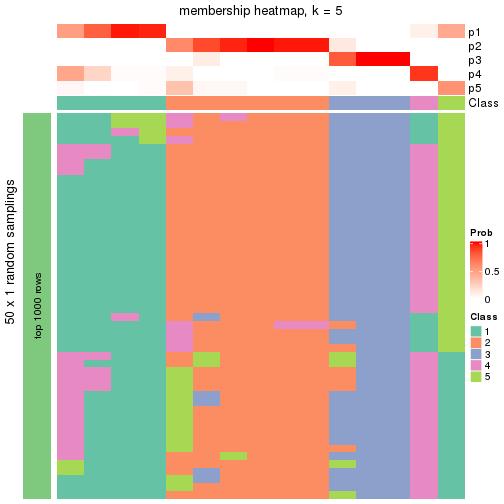 membership heatmap, k = 5
p1
p2
p3
p4
p5
Class
50 x 1 random samplings
top 1000 rows
Prob
1
0.5
0
Class
1
2
3
4
5